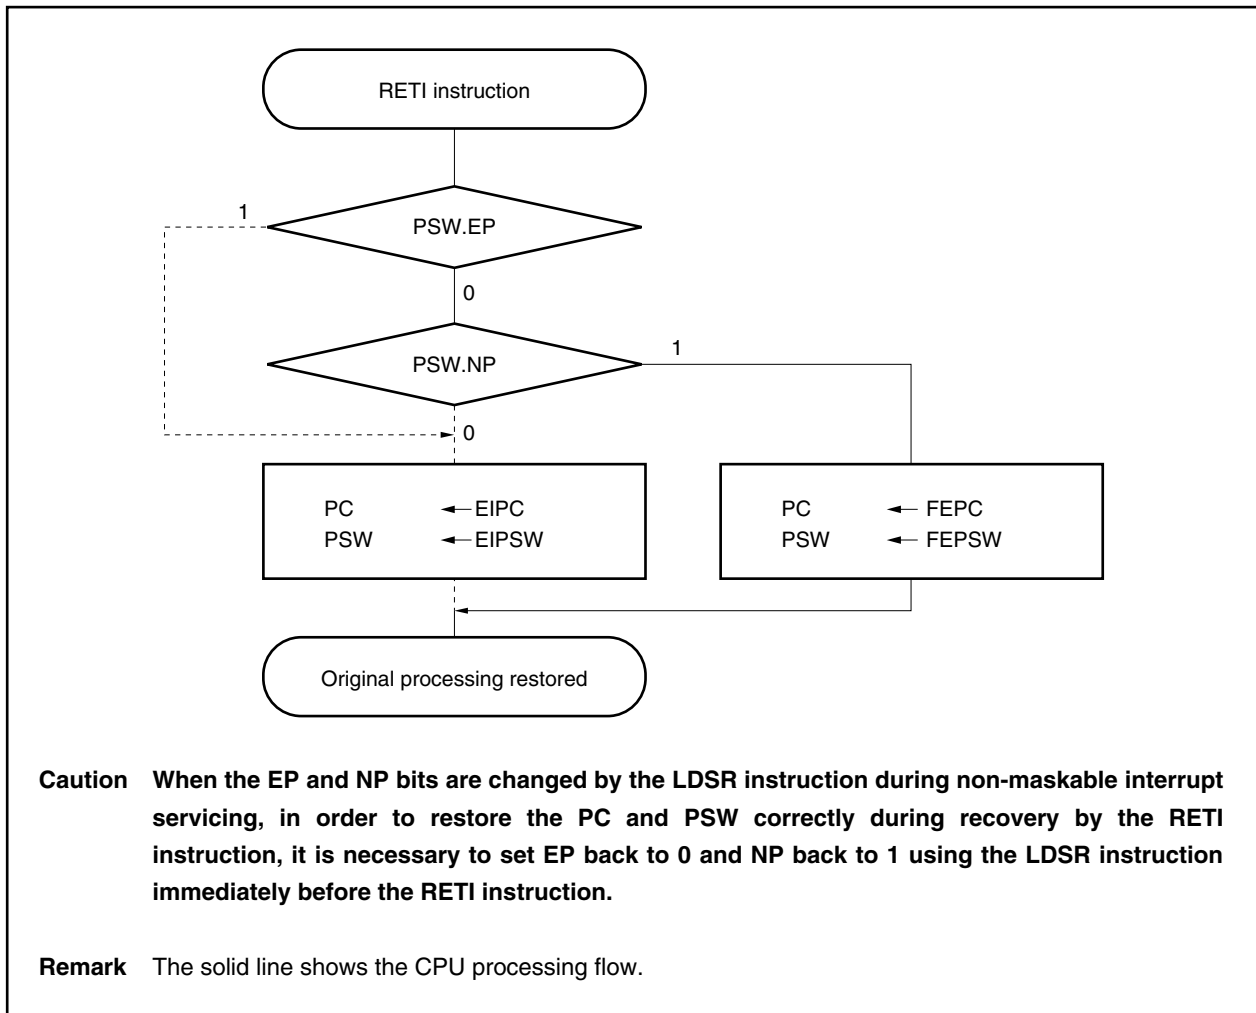 RETI instruction
1
PSW.EP
0
PSW.NP
1
0
PC ← EIPC
PSW ← EIPSW
PC ← FEPC
PSW ← FEPSW
Original processing restored
Caution When the EP and NP bits are changed by the LDSR instruction during non-maskable interrupt
servicing, in order to restore the PC and PSW correctly during recovery by the RETI
instruction, it is necessary to set EP back to 0 and NP back to 1 using the LDSR instruction
immediately before the RETI instruction.
Remark The solid line shows the CPU processing flow.